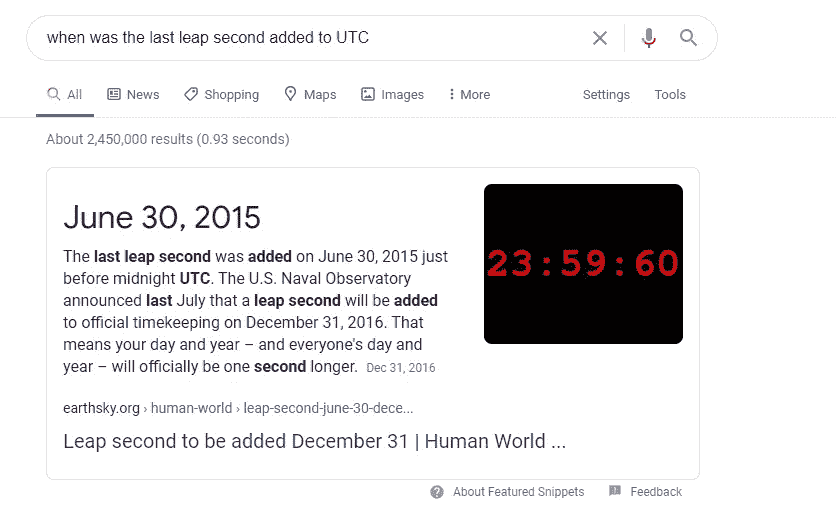 when was the last leap second added to UTC
All News Shopping Maps Images More Settings Tools
About 2,450,000 results (0.93 seconds)
June 30, 2015
23:59:60
The last leap second was added on June 30, 2015 just
before midnight UTC. The U.S. Naval Observatory
announced last July that a leap second will be added
to official timekeeping on December 31, 2016. That
means your day and year – and everyone's day and
year – will officially be one second longer. Dec 31, 2016
earthsky.org › human-world › leap-second-june-30-dece...
Leap second to be added December 31 | Human World ...
About Featured Snippets Feedback